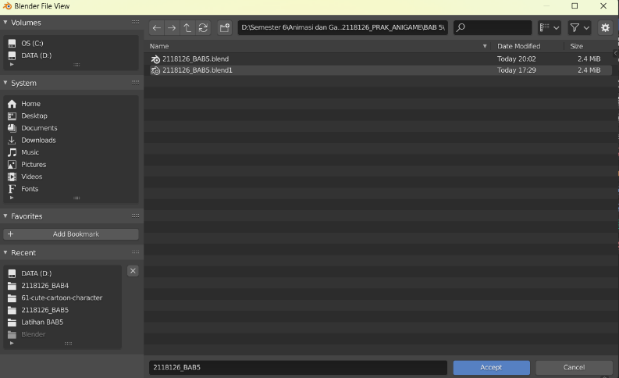 Blender File View
Volumes
OS (C:)
DATA (D:)
System
Home
Desktop
Documents
Downloads
Music
Pictures
Videos
Fonts
Favorites
Add Bookmark
Recent
DATA (D:)
2118126_BAB4
61-cute-cartoon-character
2118126_BAB5
Latihan BAB5
Blender
D:\Semester 6\Animasi dan Ga...2118126_PRAK_ANIGAME\BAB 5\
Name Date Modified Size
2118126_BAB5.blend Today 20:02 2.4 MiB
2118126_BAB5.blend1 Today 17:29 2.4 MiB
2118126_BAB5 Accept Cancel